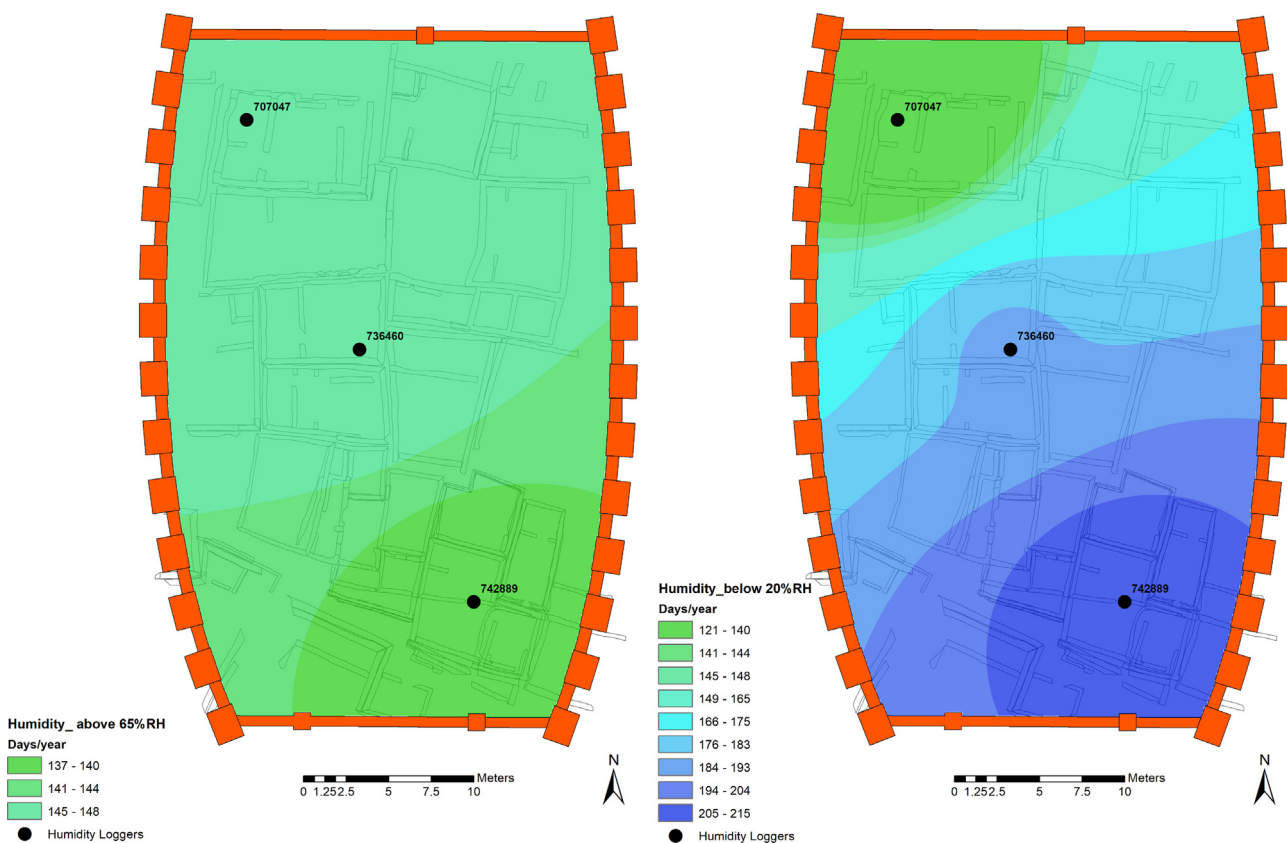 707047
736460
742889
Humidity_ above 65%RH
Days/year
137 - 140
141 - 144
145 - 148
Humidity Loggers
Meters
0 1.252.5 5 7.5 10
N
707047
736460
742889
Humidity_below 20%RH
Days/year
121 - 140
141 - 144
145 - 148
149 - 165
166 - 175
176 - 183
184 - 193
194 - 204
205 - 215
Humidity Loggers
Meters
0 1.252.5 5 7.5 10
N